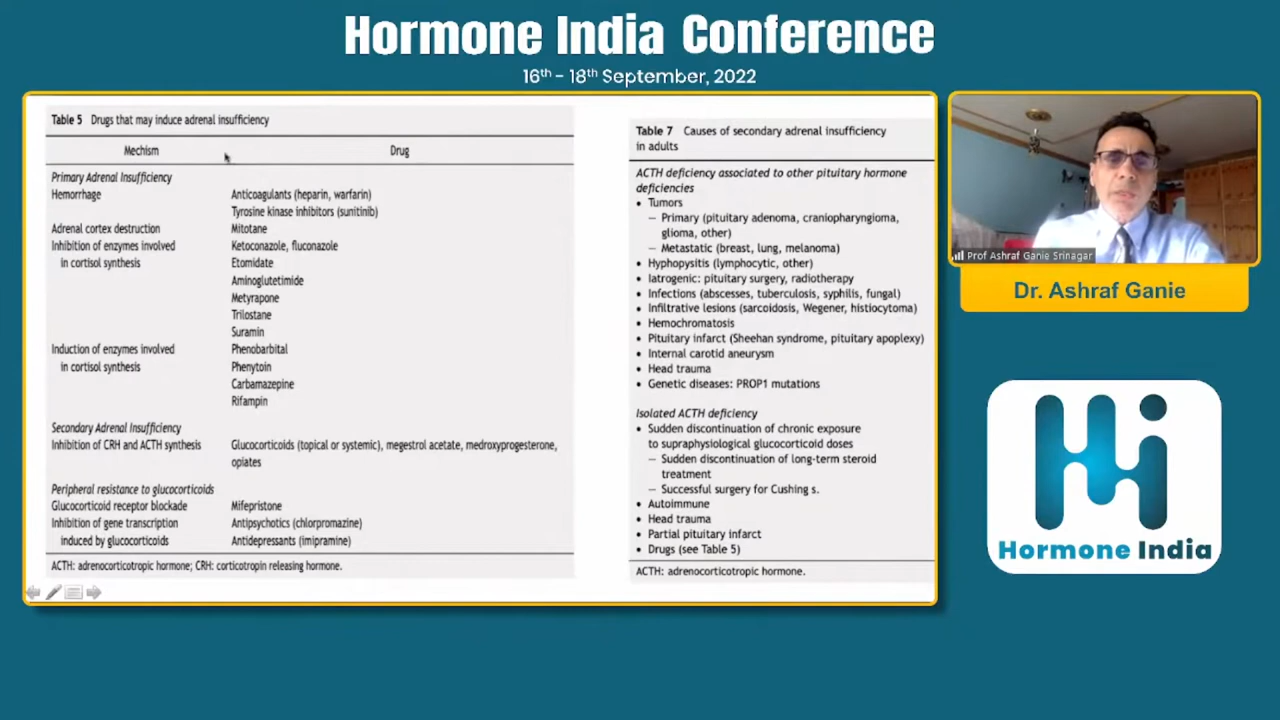 Hormone India Conference
16th - 18th September, 2022
Table 5 Drugs that may induce adrenal insufficiency
Mechism Drug
Primary Adrenal Insufficiency
Hemorrhage Anticoagulants (heparin, warfarin)
Tyrosine kinase inhibitors (sunitinib)
Adrenal cortex destruction Mitotane
Inhibition of enzymes involved Ketoconazole, fluconazole
in cortisol synthesis Etomidate
Aminoglutetimide
Metyrapone
Trilostane
Suramin
Induction of enzymes involved Phenobarbital
in cortisol synthesis Phenytoin
Carbamazepine
Rifampin
Secondary Adrenal Insufficiency
Inhibition of CRH and ACTH synthesis Glucocorticoids (topical or systemic), megestrol acetate, medroxyprogesterone,
opiates
Peripheral resistance to glucocorticoids
Glucocorticoid receptor blockade Mifepristone
Inhibition of gene transcription Antipsychotics (chlorpromazine)
induced by glucocorticoids Antidepressants (imipramine)
ACTH: adrenocorticotropic hormone; CRH: corticotropin releasing hormone.
Table 7 Causes of secondary adrenal insufficiency
in adults
ACTH deficiency associated to other pituitary hormone
deficiencies
• Tumors
— Primary (pituitary adenoma, craniopharyngioma,
glioma, other)
— Metastatic (breast, lung, melanoma)
• Hyphopysitis (lymphocytic, other)
• Iatrogenic: pituitary surgery, radiotherapy
• Infections (abscesses, tuberculosis, syphilis, fungal)
• Infiltrative lesions (sarcoidosis, Wegener, histiocytoma)
• Hemochromatosis
• Pituitary infarct (Sheehan syndrome, pituitary apoplexy)
• Internal carotid aneurysm
• Head trauma
• Genetic diseases: PROP1 mutations
Isolated ACTH deficiency
• Sudden discontinuation of chronic exposure
to supraphysiological glucocorticoid doses
— Sudden discontinuation of long-term steroid
treatment
— Successful surgery for Cushing s.
• Autoimmune
• Head trauma
• Partial pituitary infarct
• Drugs (see Table 5)
ACTH: adrenocorticotropic hormone.
Prof Ashraf Ganie Srinagar
Dr. Ashraf Ganie
Hi
Hormone India